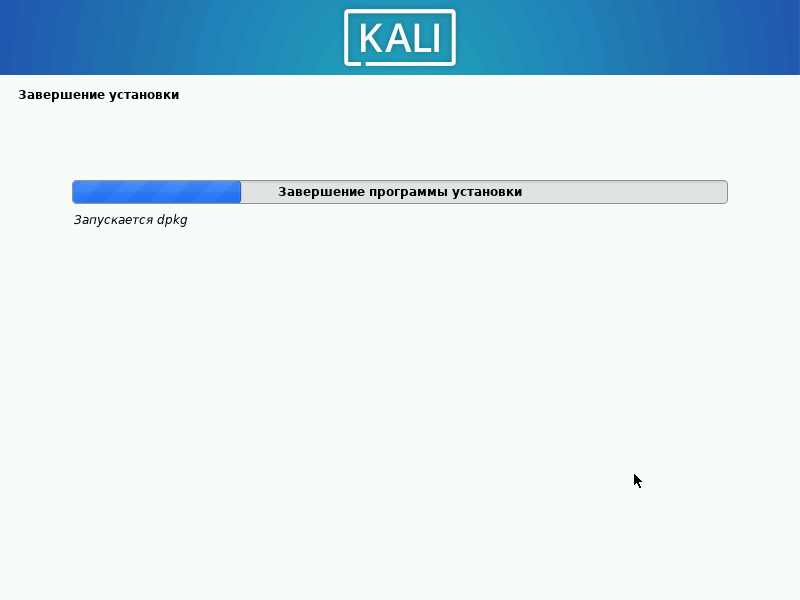 KALI
Завершение установки
Завершение программы установки
Запускается dpkg